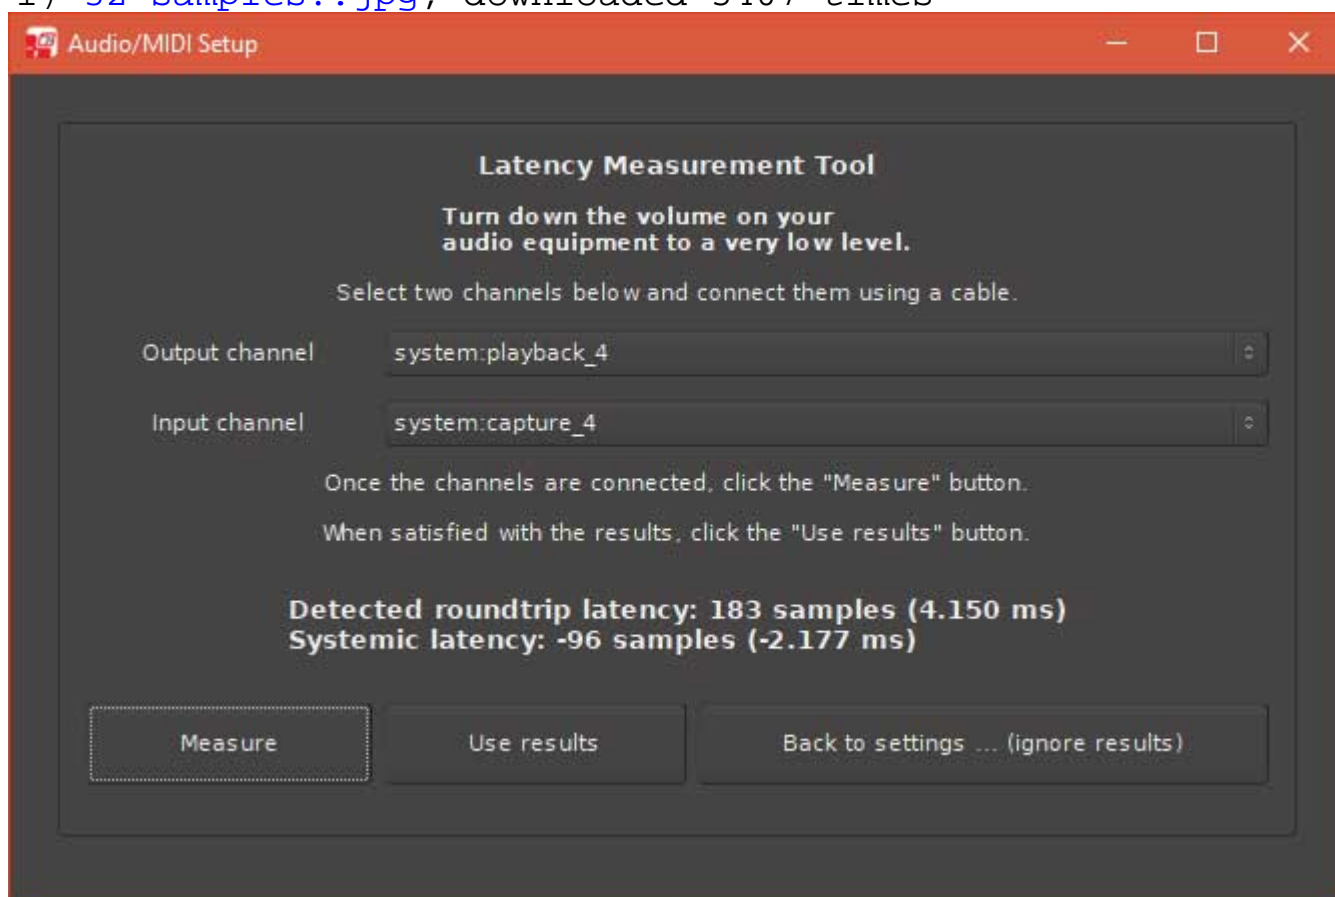 Audio/MIDI Setup
Latency Measurement Tool
Turn down the volume on your
audio equipment to a very low level.
Select two channels below and connect them using a cable.
Output channel system:playback_4
Input channel system:capture_4
Once the channels are connected, click the "Measure" button.
When satisfied with the results, click the "Use results" button.
Detected roundtrip latency: 183 samples (4.150 ms)
Systemic latency: -96 samples (-2.177 ms)
Measure Use results Back to settings ... (ignore results)